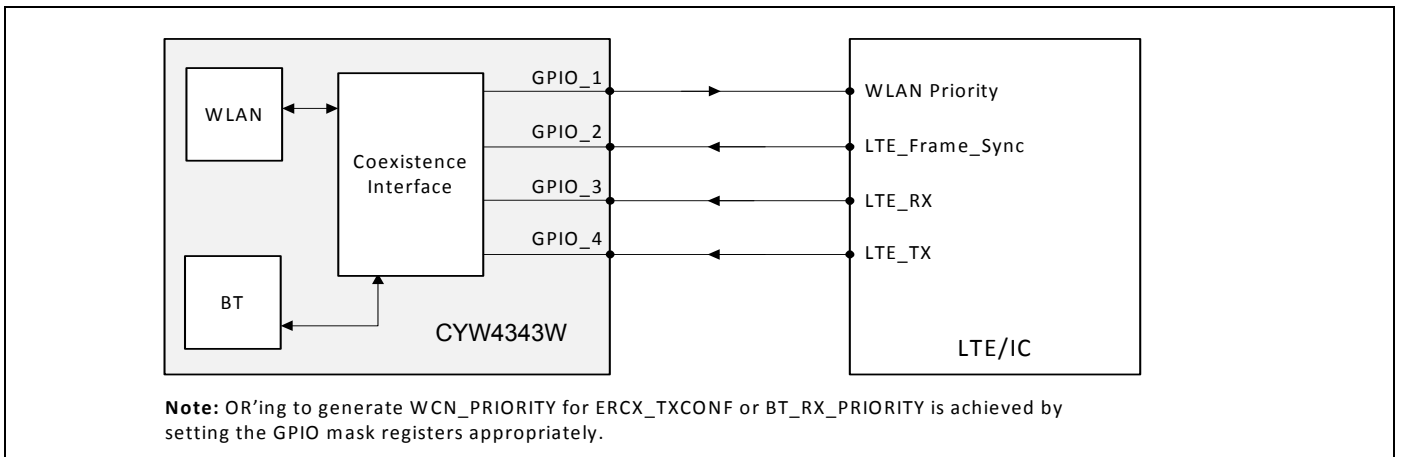 WLAN
BT
Coexistence
Interface
GPIO_1
GPIO_2
GPIO_3
GPIO_4
CYW4343W
WLAN Priority
LTE_Frame_Sync
LTE_RX
LTE_TX
LTE/IC
Note: OR’ing to generate WCN_PRIORITY for ERCX_TXCONF or BT_RX_PRIORITY is achieved by
setting the GPIO mask registers appropriately.